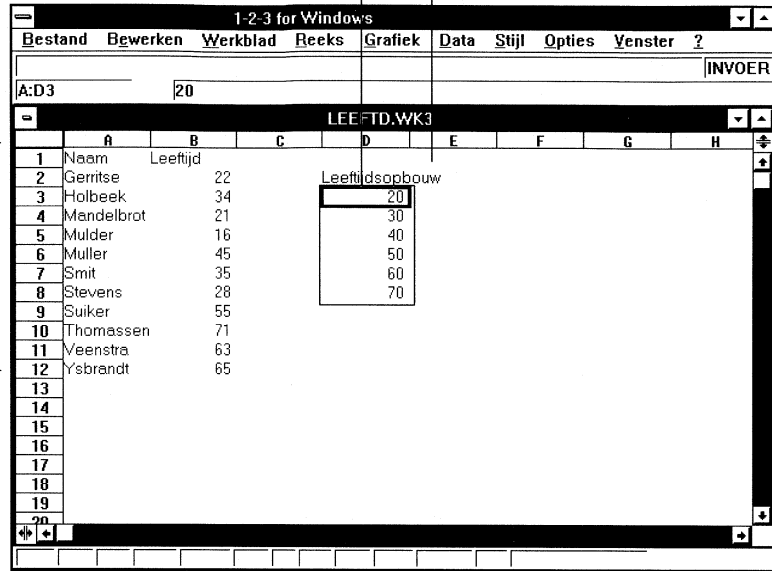 1-2-3 for Windows
Bestand Bewerken Werkblad Reeks Grafiek Data Stijl Opties Venster ?
INVOER
A:D3 20
LEEFTD.WK3
A B C D E F G H
1 Naam Leeftijd
2 Gerritse 22 Leeftijdsopbouw
3 Holbeek 34 20
4 Mandelbrot 21 30
5 Mulder 16 40
6 Muller 45 50
7 Smit 35 60
8 Stevens 28 70
9 Suiker 55
10 Thomassen 71
11 Veenstra 63
12 Ysbrandt 65
13
14
15
16
17
18
19
20